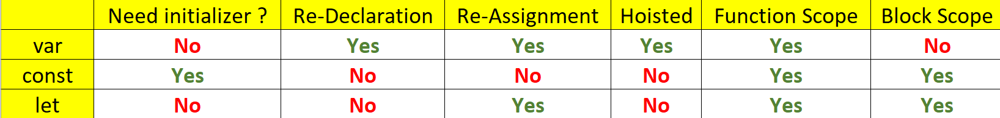 Need initializer ? Re-Declaration Re-Assignment Hoisted Function Scope Block Scope
var No Yes Yes Yes Yes No
const Yes No No No Yes Yes
let No No Yes No Yes Yes